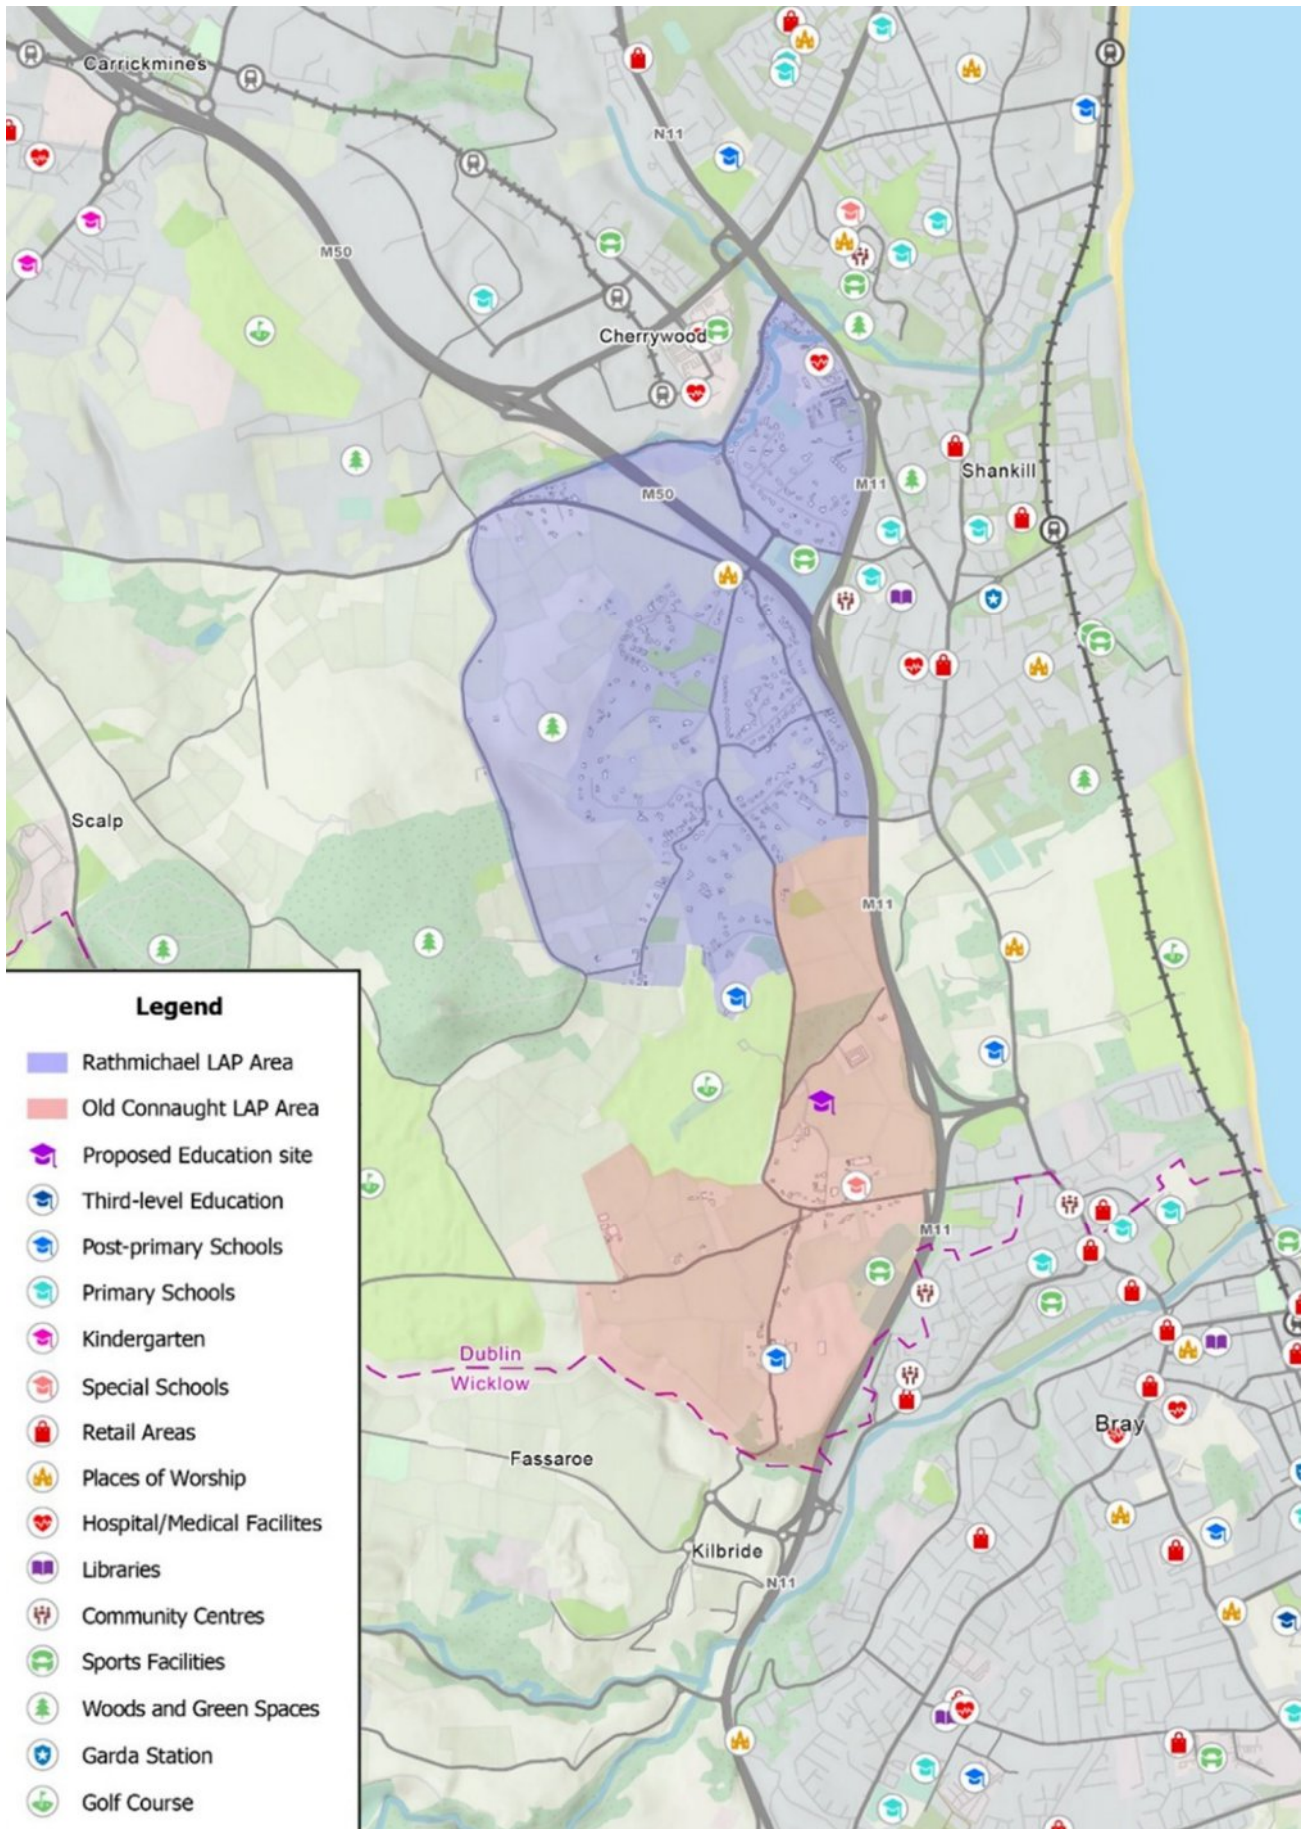 Carrickmines
N11
M50
Cherrywood
M50
M11
Shankill
Scalp
M11
Legend
Rathmichael LAP Area
Old Connaught LAP Area
Proposed Education site
Third-level Education
Post-primary Schools
Primary Schools
Kindergarten
Special Schools
Retail Areas
Places of Worship
Hospital/Medical Facilites
Libraries
Community Centres
Sports Facilities
Woods and Green Spaces
Garda Station
Golf Course
M11
Dublin
Wicklow
Bray
Fassaroe
Kilbride
N11